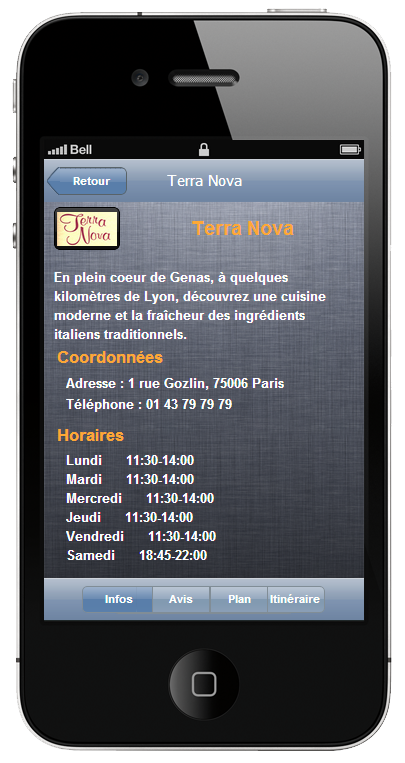 Bell
Retour Terra Nova
Terra Nova
Terra Nova
En plein coeur de Genas, à quelques
kilomètres de Lyon, découvrez une cuisine
moderne et la fraîcheur des ingrédients
italiens traditionnels.
Coordonnées
Adresse : 1 rue Gozlin, 75006 Paris
Téléphone : 01 43 79 79 79
Horaires
Lundi 11:30-14:00
Mardi 11:30-14:00
Mercredi 11:30-14:00
Jeudi 11:30-14:00
Vendredi 11:30-14:00
Samedi 18:45-22:00
Infos Avis Plan Itinéraire